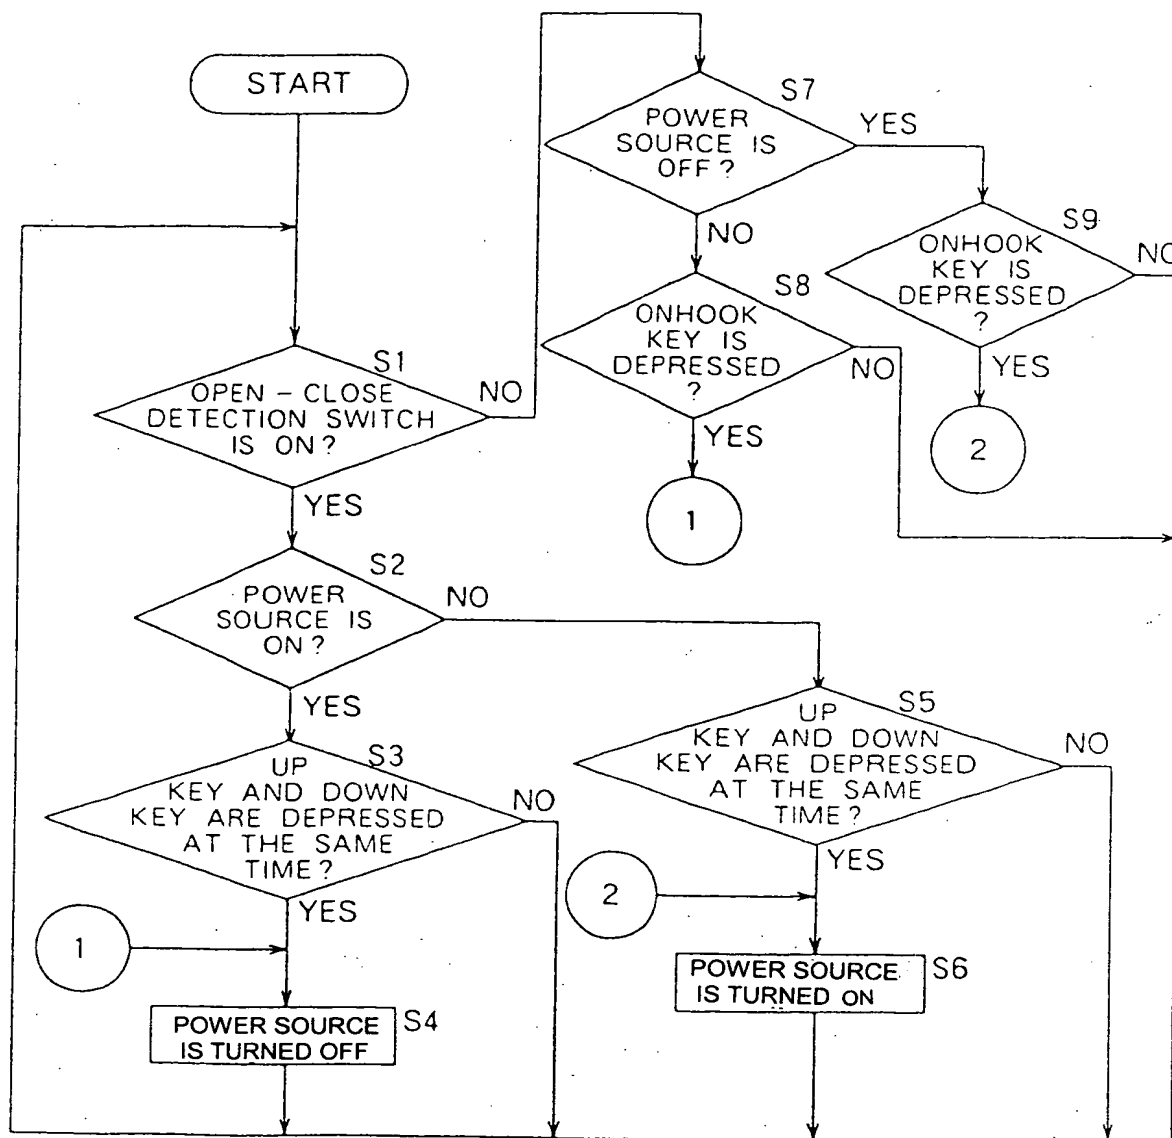 START
S1
OPEN – CLOSE
DETECTION SWITCH
IS ON?
NO
YES
S2
POWER
SOURCE IS
ON?
NO
YES
S3
UP
KEY AND DOWN
KEY ARE DEPRESSED
AT THE SAME
TIME?
NO
YES
1
POWER SOURCE
IS TURNED OFF
S4
S5
UP
KEY AND DOWN
KEY ARE DEPRESSED
AT THE SAME
TIME?
NO
YES
2
POWER SOURCE
IS TURNED ON
S6
S7
POWER
SOURCE IS
OFF?
YES
NO
S8
ONHOOK
KEY IS
DEPRESSED
?
NO
YES
1
S9
ONHOOK
KEY IS
DEPRESSED
?
NO
YES
2